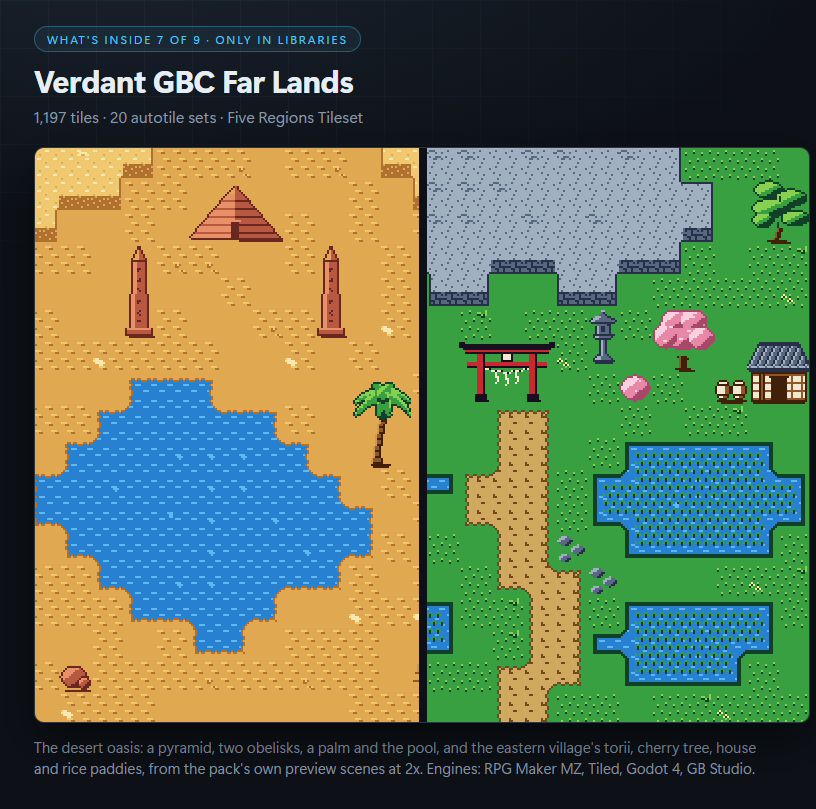 WHAT'S INSIDE 7 OF 9 · ONLY IN LIBRARIES
Verdant GBC Far Lands
1,197 tiles · 20 autotile sets · Five Regions Tileset
The desert oasis: a pyramid, two obelisks, a palm and the pool, and the eastern village's torii, cherry tree, house
and rice paddies, from the pack's own preview scenes at 2x. Engines: RPG Maker MZ, Tiled, Godot 4, GB Studio.